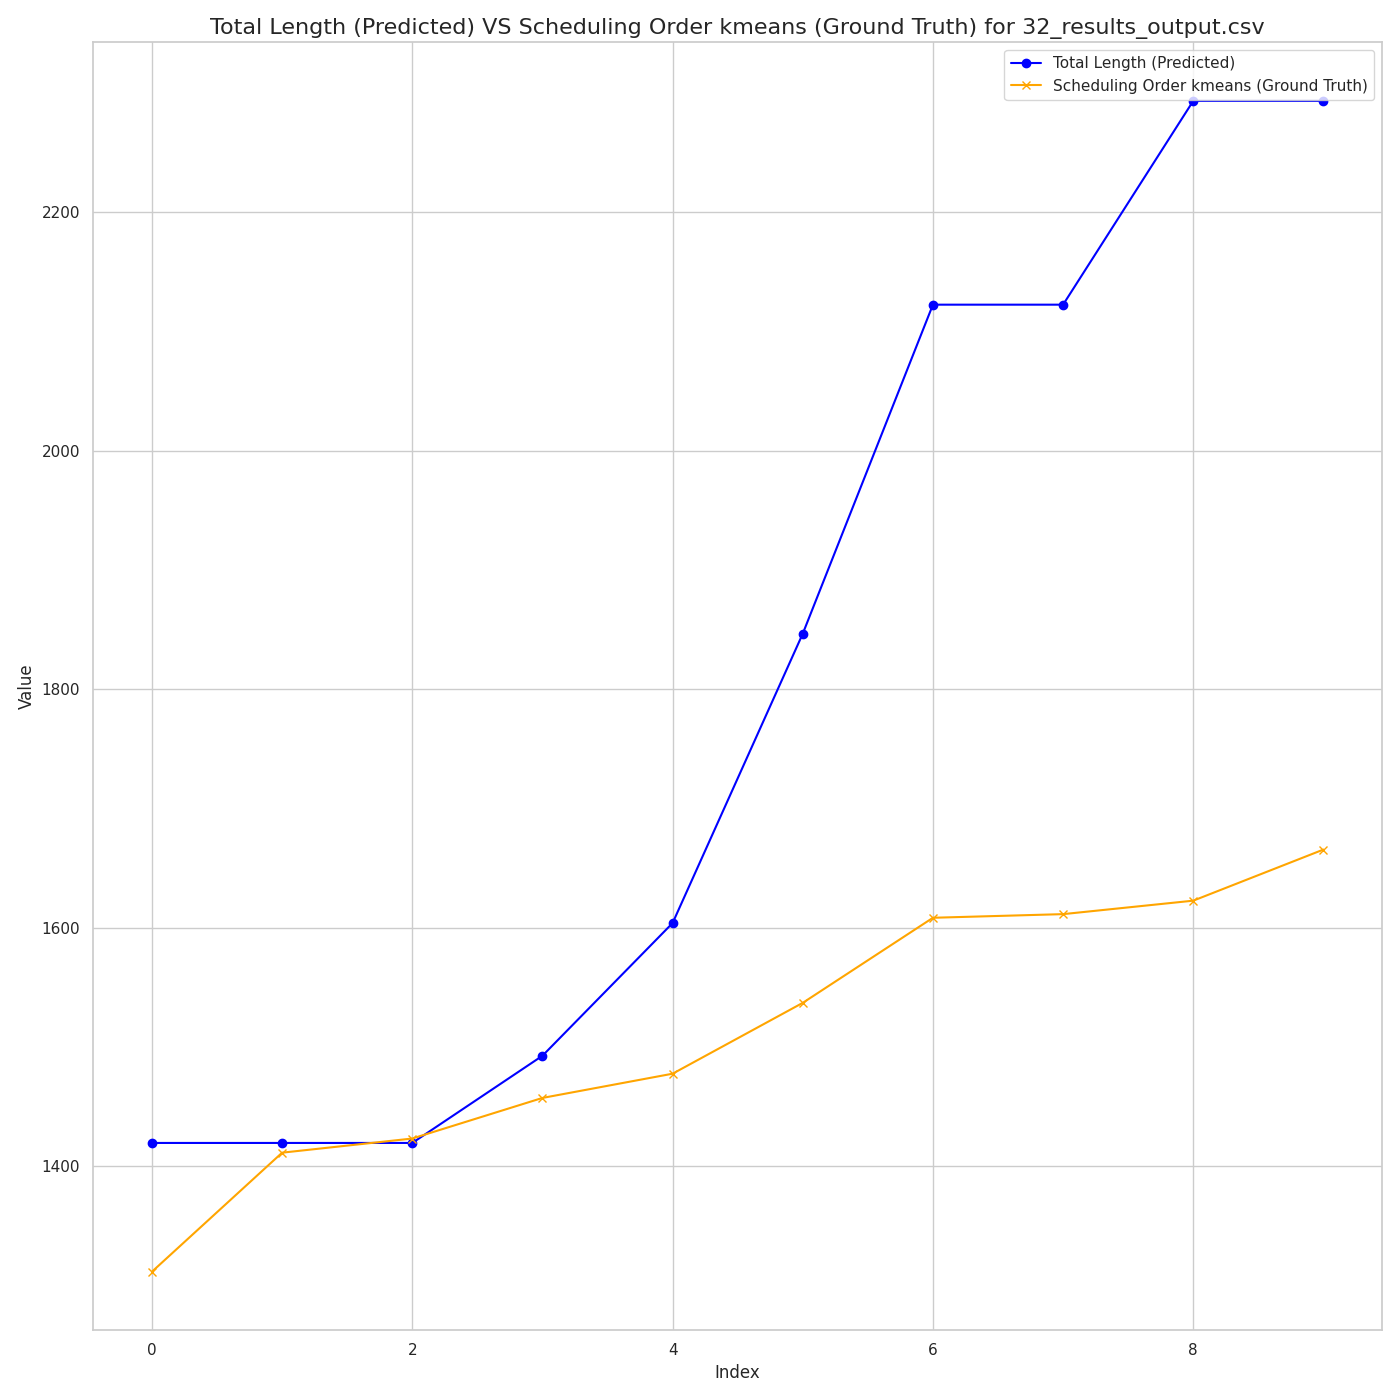 Total Length (Predicted) VS Scheduling Order kmeans (Ground Truth) for 32_results_output.csv
Total Length (Predicted)
Scheduling Order kmeans (Ground Truth)
2200
2000
1800
1600
1400
Value
0 2 4 6 8
Index